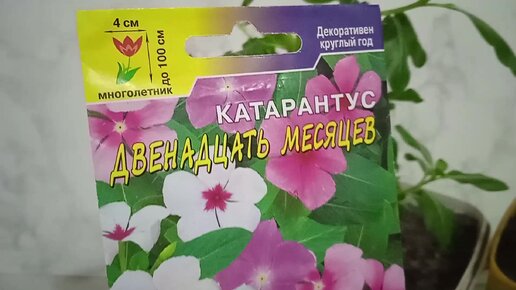 4 см
до 100 см
многолетник
Декоративен
круглый год
КАТАРАНТУС
ДВЕНАДЦАТЬ МЕСЯЦЕВ